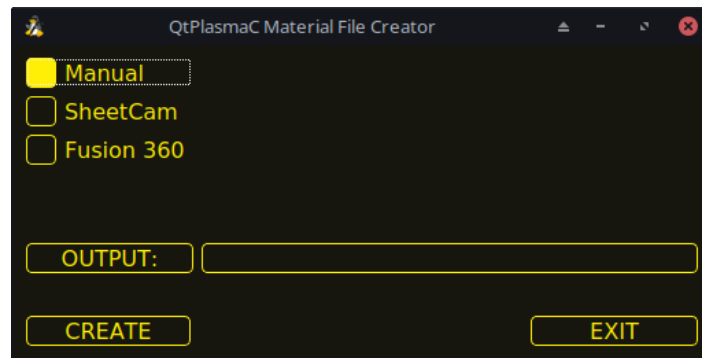 QtPlasmaC Material File Creator
Manual
SheetCam
Fusion 360
OUTPUT:
CREATE EXIT